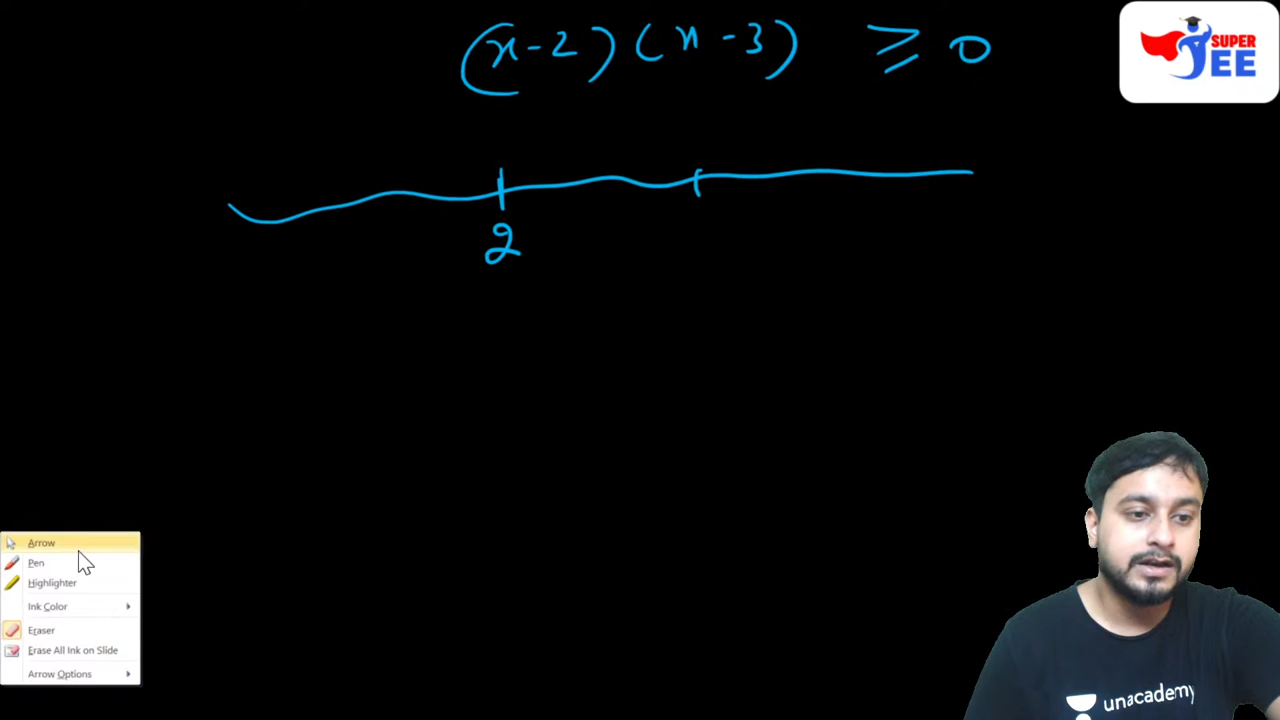 (x-2) (x-3) ≥ 0
SUPER
JEE
2
Arrow
Pen
Highlighter
Ink Color
Eraser
Erase All Ink on Slide
Arrow Options
unacademy